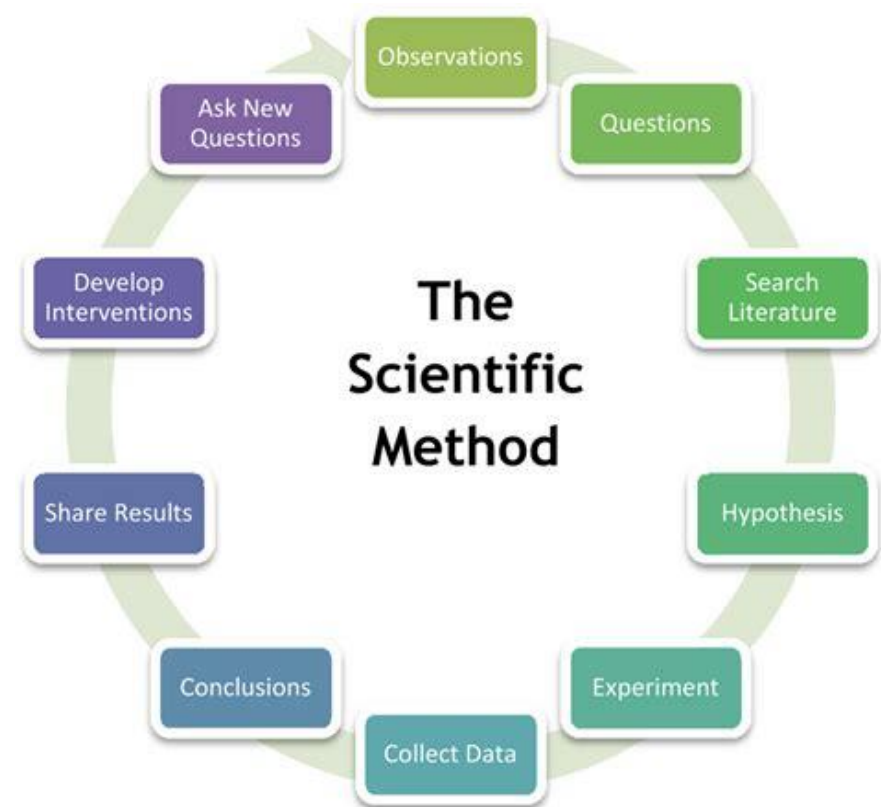 Observations
Questions
Search
Literature
Hypothesis
Experiment
Collect Data
Conclusions
Share Results
Develop
Interventions
Ask New
Questions
The
Scientific
Method